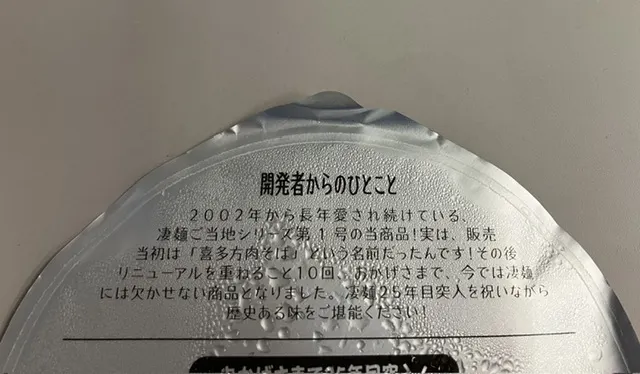 開発者からのひとこと
2002年から長年愛され続けている、
凄麺ご当地シリーズ第1号の当商品!実は、販売
当初は「喜多方肉そば」という名前だったんです!その後
リニューアルを重ねること10回、おかげさまで、今では凄麺
には欠かせない商品となりました。凄麺25年目突入を祝いながら
歴史ある味をご堪能ください!